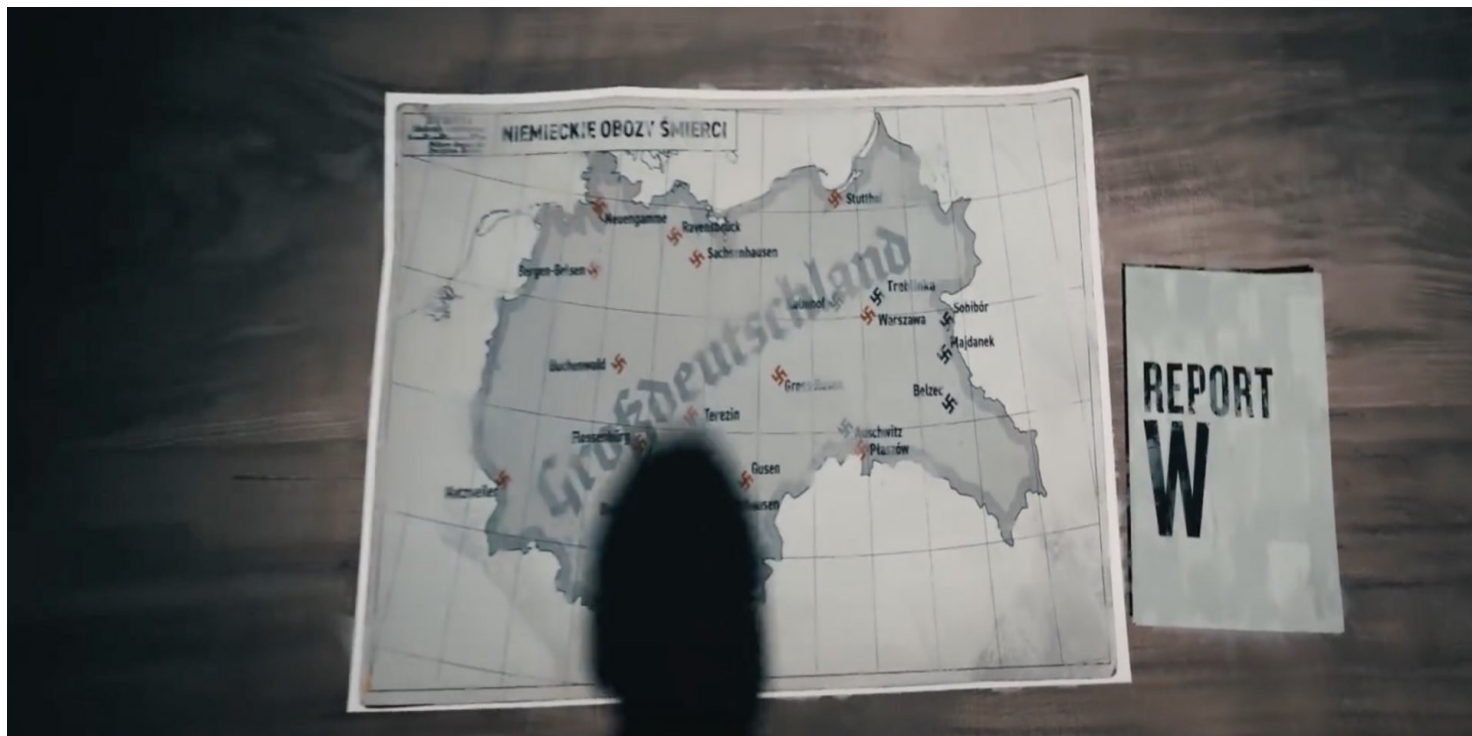 NIEMIECKIE OBOZY ŚMIERCI
Stutthof
Neuengamme
Ravensbrück
Sachsenhausen
Bergen-Belsen
Treblinka
Sobibór
Warszawa
Majdanek
Buchenwald
Belzec
Terezin
Auschwitz
Flossenbürg
Płaszów
Gusen
Großdeutschland
REPORT
W